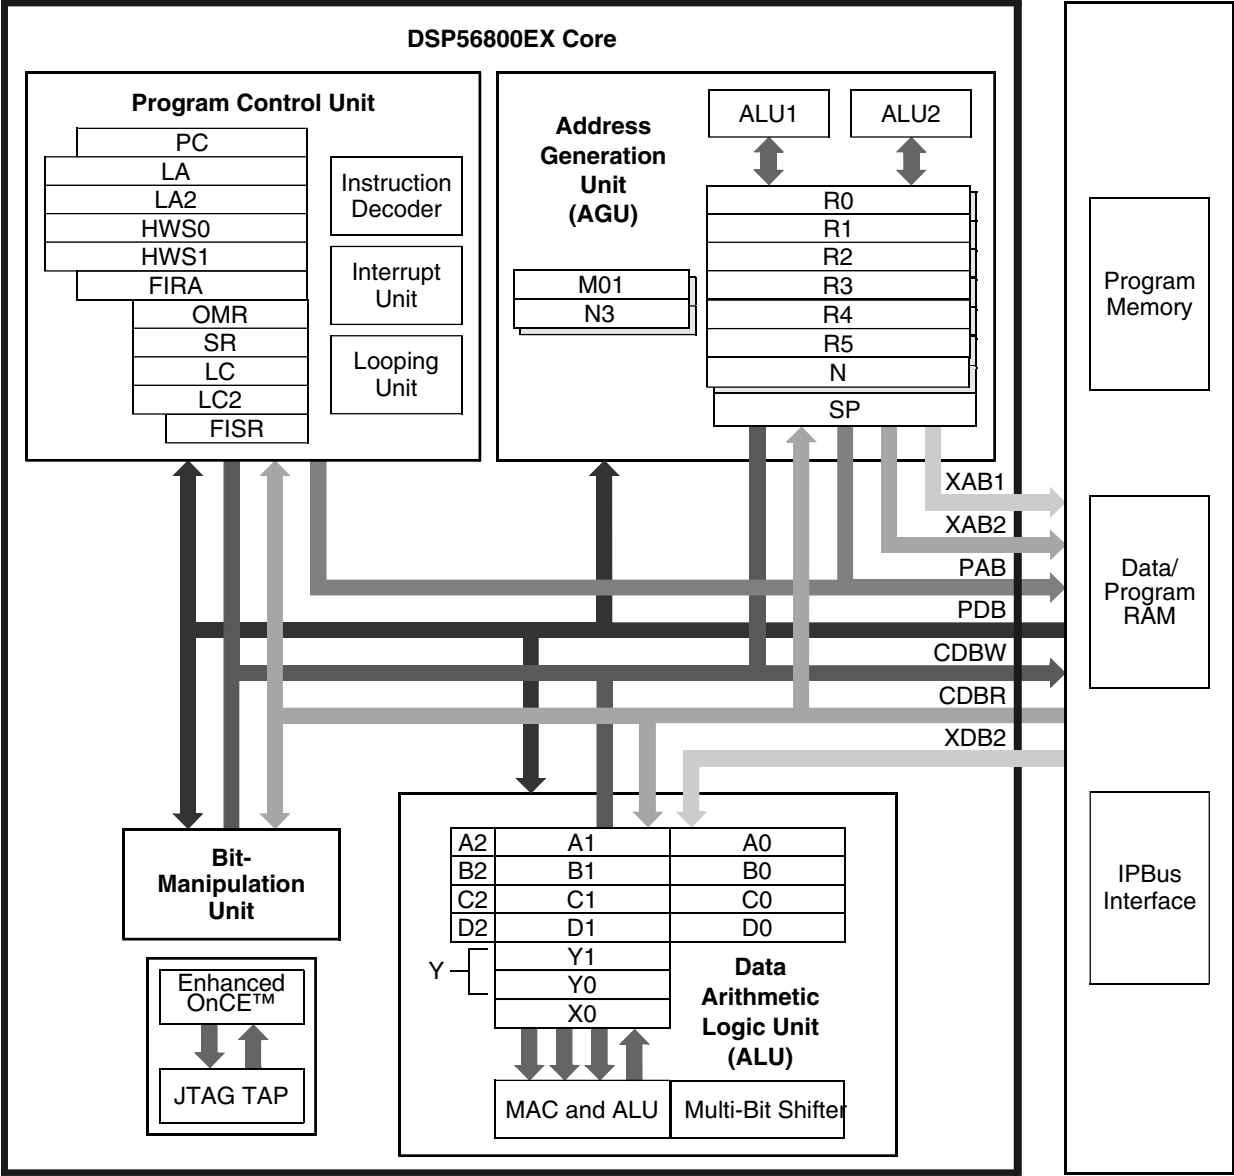 DSP56800EX Core
Program Control Unit
PC
LA
LA2
HWS0
HWS1
FIRA
OMR
SR
LC
LC2
FISR
Instruction
Decoder
Interrupt
Unit
Looping
Unit
Address
Generation
Unit
(AGU)
ALU1
ALU2
M01
N3
R0
R1
R2
R3
R4
R5
N
SP
XAB1
XAB2
PAB
PDB
CDBW
CDBR
XDB2
Program
Memory
Data/
Program
RAM
IPBus
Interface
Bit-
Manipulation
Unit
Enhanced
OnCE™
JTAG TAP
A2 A1 A0
B2 B1 B0
C2 C1 C0
D2 D1 D0
Y
Y1
Y0
X0
Data
Arithmetic
Logic Unit
(ALU)
MAC and ALU
Multi-Bit Shifter